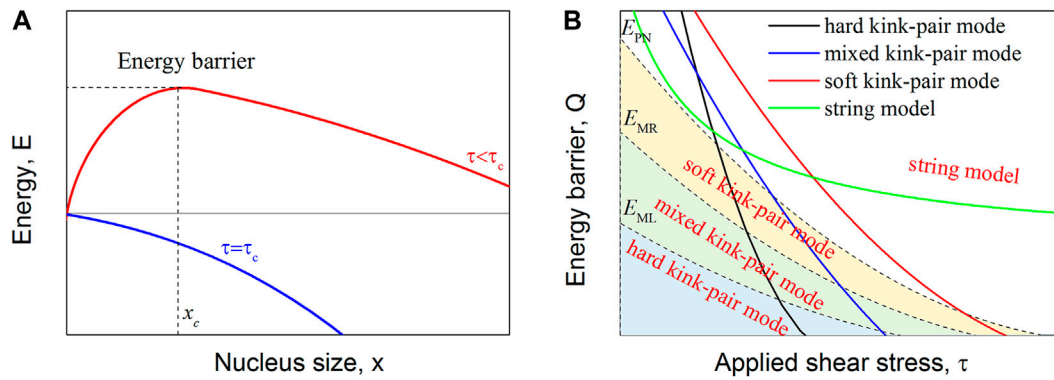 A
Energy barrier
Energy, E
τ<τc
τ=τc
xc
Nucleus size, x
B
EPN
EMR
EML
hard kink-pair mode
mixed kink-pair mode
soft kink-pair mode
string model
string model
soft kink-pair mode
mixed kink-pair mode
hard kink-pair mode
Energy barrier, Q
Applied shear stress, τ